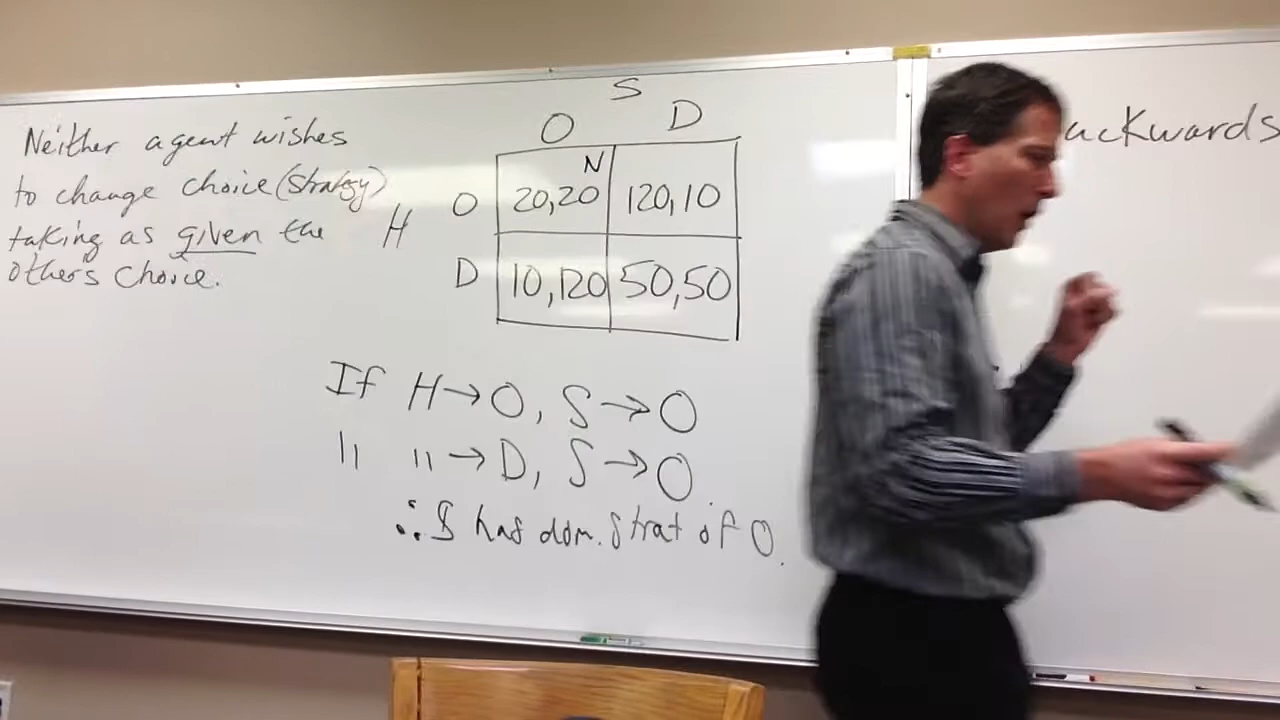 Neither agent wishes
to change choice (strategy)
taking as given the
others choice.
S
O D
N
H O 20,20 120,10
D 10,120 50,50
If H→O, S→O
" " →D, S→O.
∴ S has dom. strat of O.
ackwards